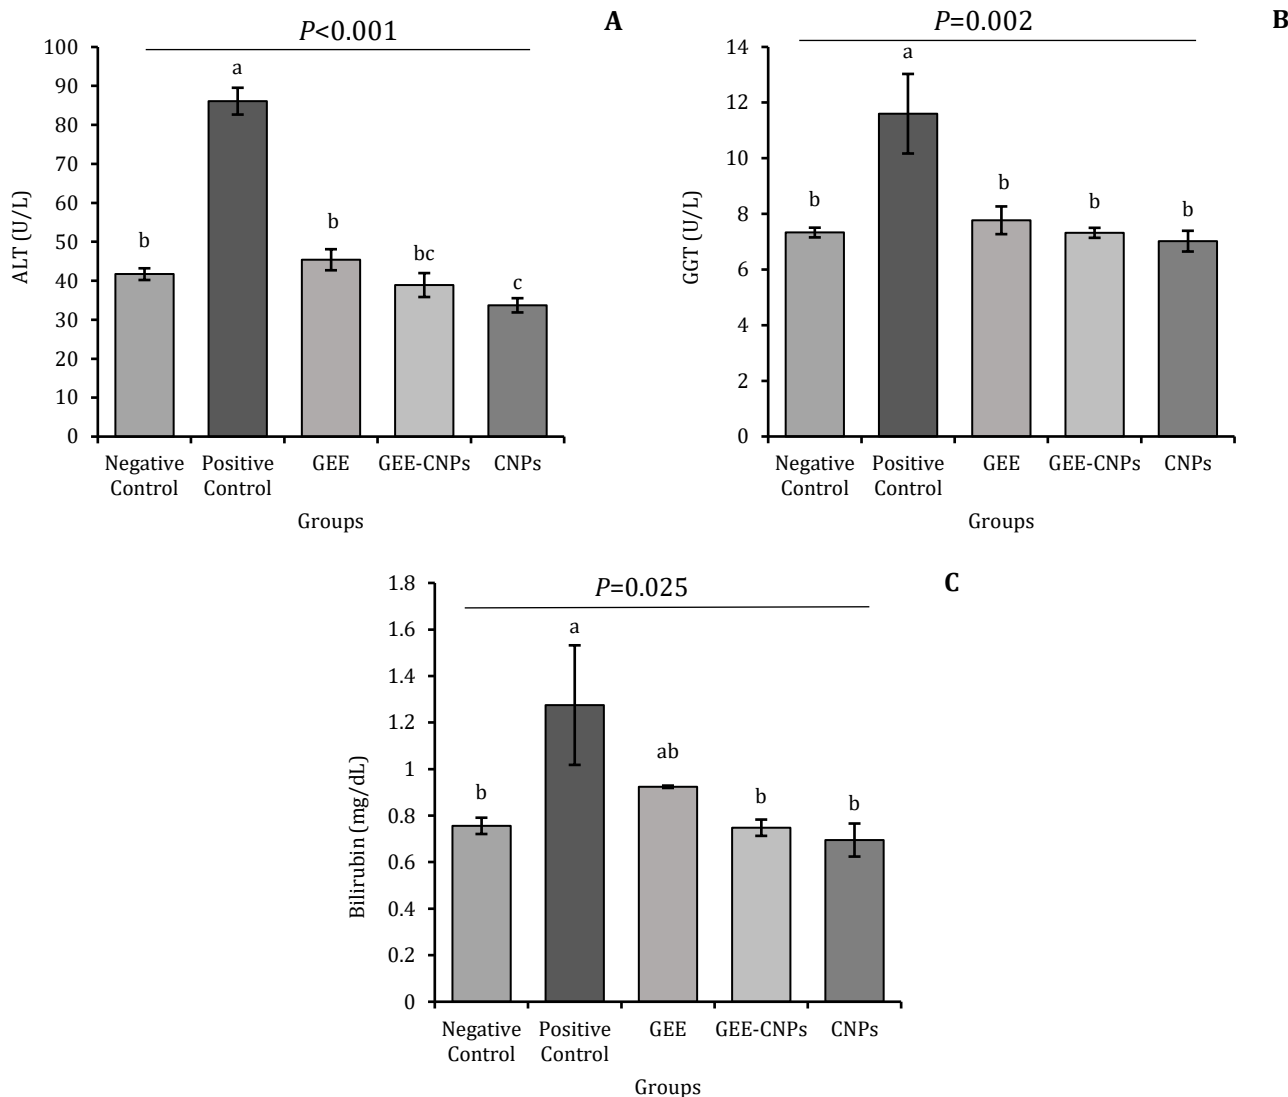 A
P<0.001
100
90
80
70
60
50
40
30
20
10
0
ALT (U/L)
a
b
b
bc
c
Negative Positive GEE GEE-CNPs CNPs
Control Control
Groups
B
P=0.002
14
12
10
8
6
4
2
0
GGT (U/L)
a
b
b
b
b
Negative Positive GEE GEE-CNPs CNPs
Control Control
Groups
C
P=0.025
1.8
1.6
1.4
1.2
1
0.8
0.6
0.4
0.2
0
Bilirubin (mg/dL)
a
ab
b
b
b
Negative Positive GEE GEE-CNPs CNPs
Control Control
Groups